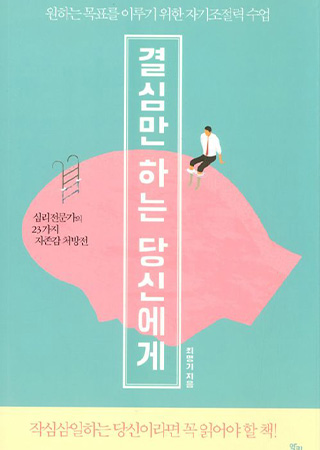 원하는 목표를 이루기 위한 자기조절력 수업
결심만 하는 당신에게
심리전문가의
23가지
자존감 처방전
최명기 지음
작심삼일하는 당신이라면 꼭 읽어야 할 책!